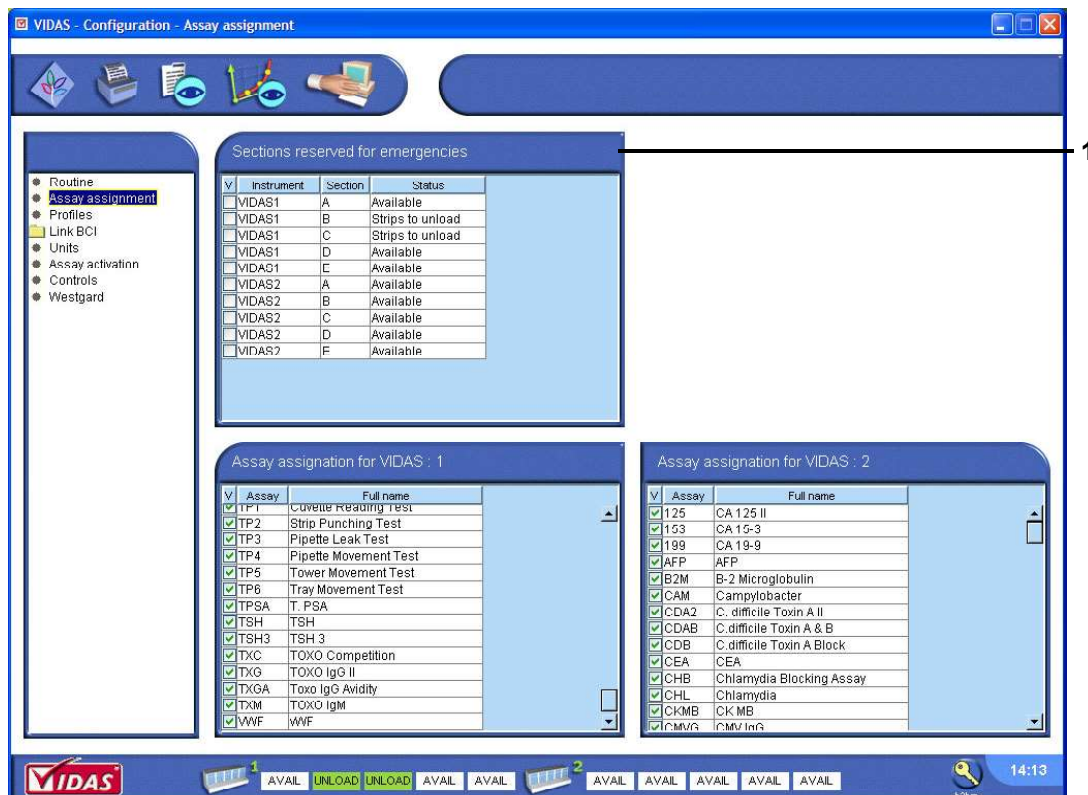 VIDAS - Configuration - Assay assignment
1
Routine
Assay assignment
Profiles
Link BCI
Units
Assay activation
Controls
Westgard
Sections reserved for emergencies
V Instrument Section Status
VIDAS1 A Available
VIDAS1 B Strips to unload
VIDAS1 C Strips to unload
VIDAS1 D Available
VIDAS1 E Available
VIDAS2 A Available
VIDAS2 B Available
VIDAS2 C Available
VIDAS2 D Available
VIDAS2 E Available
Assay assignation for VIDAS : 1
V Assay Full name
TP1 Cuvette Reading Test
TP2 Strip Punching Test
TP3 Pipette Leak Test
TP4 Pipette Movement Test
TP5 Tower Movement Test
TP6 Tray Movement Test
TPSA T. PSA
TSH TSH
TSH3 TSH 3
TXC TOXO Competition
TXG TOXO IgG II
TXGA Toxo IgG Avidity
TXM TOXO IgM
VWF VWF
Assay assignation for VIDAS : 2
V Assay Full name
125 CA 125 II
153 CA 15-3
199 CA 19-9
AFP AFP
B2M B-2 Microglobulin
CAM Campylobacter
CDA2 C. difficile Toxin A II
CDAB C.difficile Toxin A & B
CDB C.difficile Toxin A Block
CEA CEA
CHB Chlamydia Blocking Assay
CHL Chlamydia
CKMB CK MB
CMVG CMV IgG
VIDAS 1 AVAIL UNLOAD UNLOAD AVAIL AVAIL 2 AVAIL AVAIL AVAIL AVAIL AVAIL 14:13